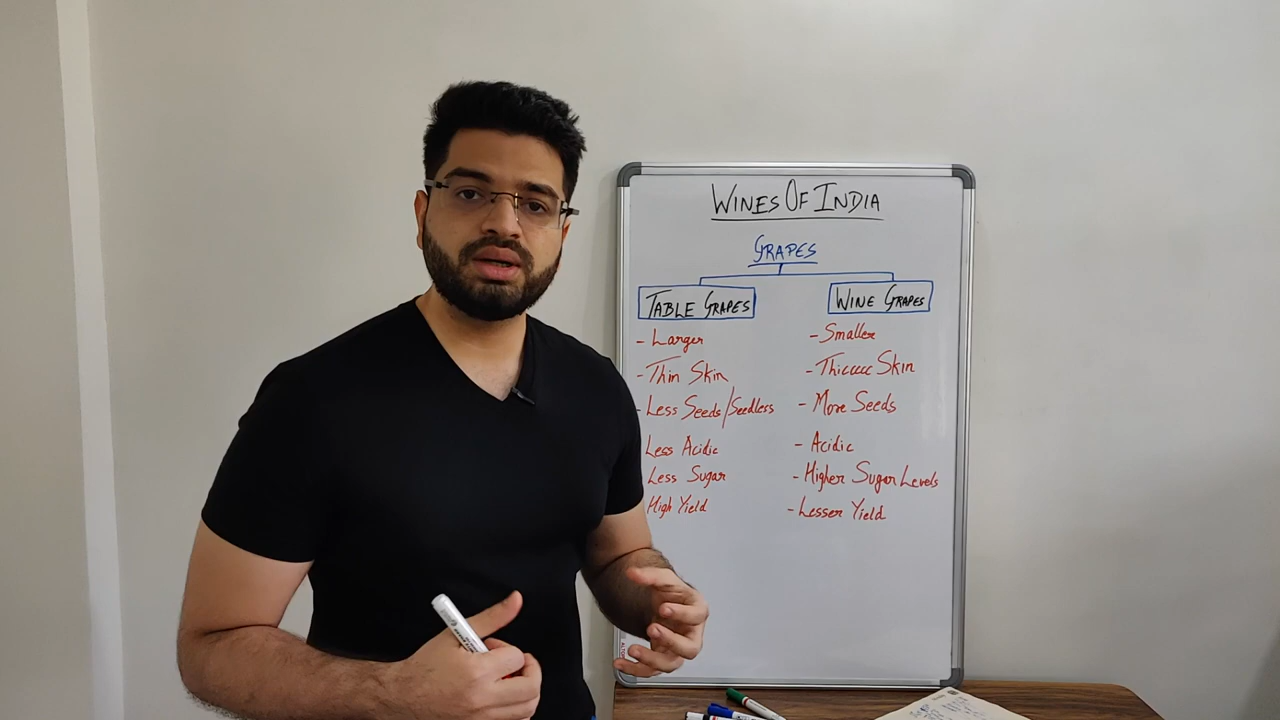 WINES OF INDIA
GRAPES
TABLE GRAPES
- Larger
- Thin Skin
- Less Seeds/Seedless
Less Acidic
Less Sugar
High Yield
WINE GRAPES
- Smaller
- Thicccc Skin
- More Seeds
- Acidic
- Higher Sugar Levels
- Lesser Yield